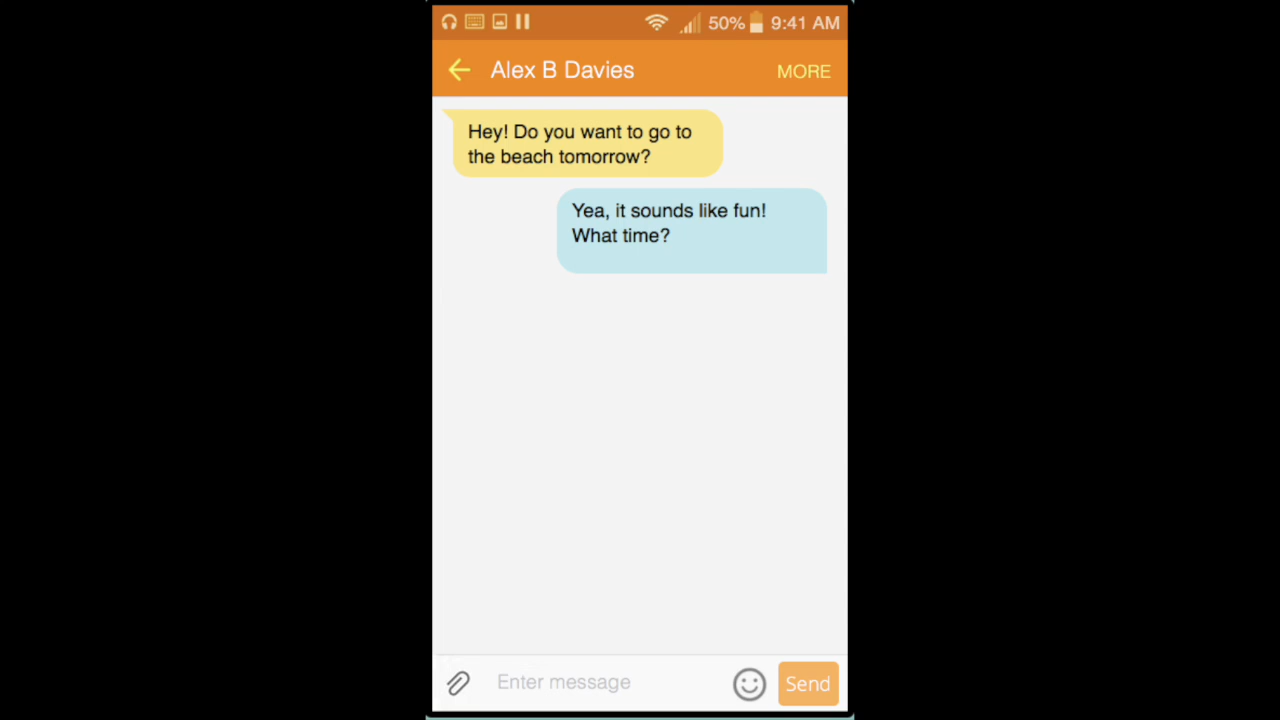 50% 9:41 AM
Alex B Davies MORE
Hey! Do you want to go to
the beach tomorrow?
Yea, it sounds like fun!
What time?
Enter message Send